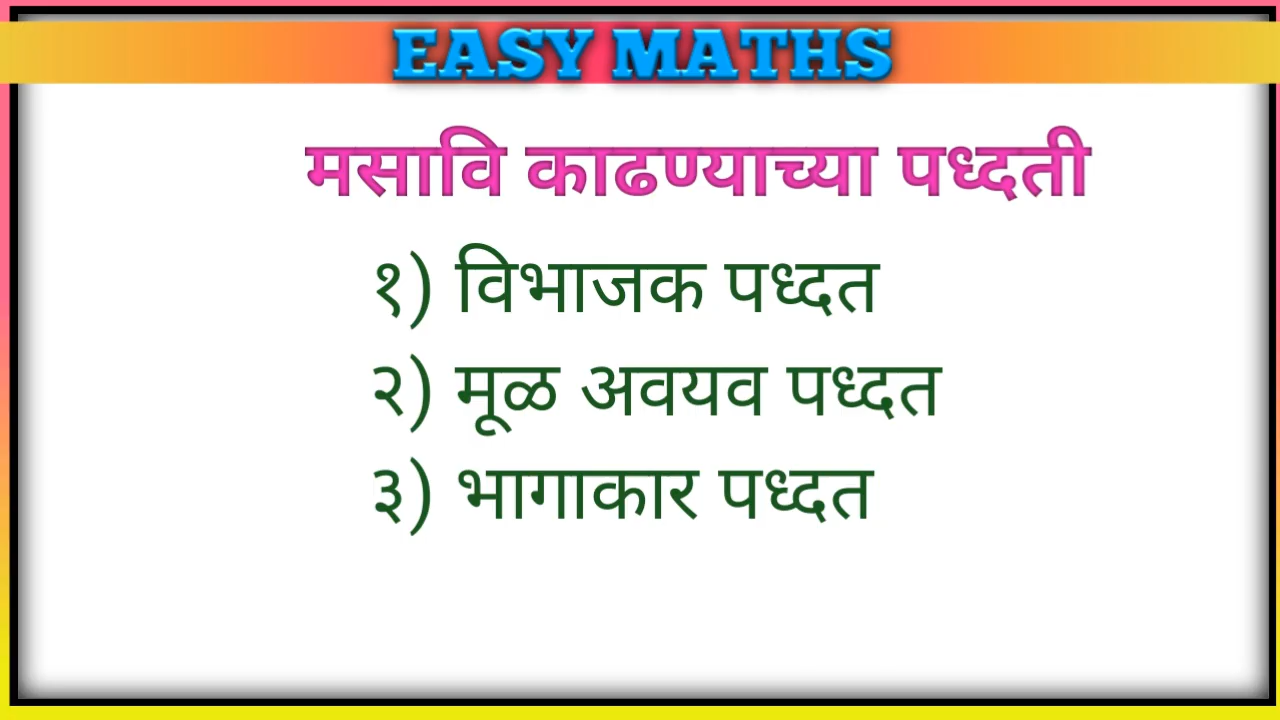 EASY MATHS
मसावि काढण्याच्या पध्दती
१) विभाजक पध्दत
२) मूळ अवयव पध्दत
३) भागाकार पध्दत